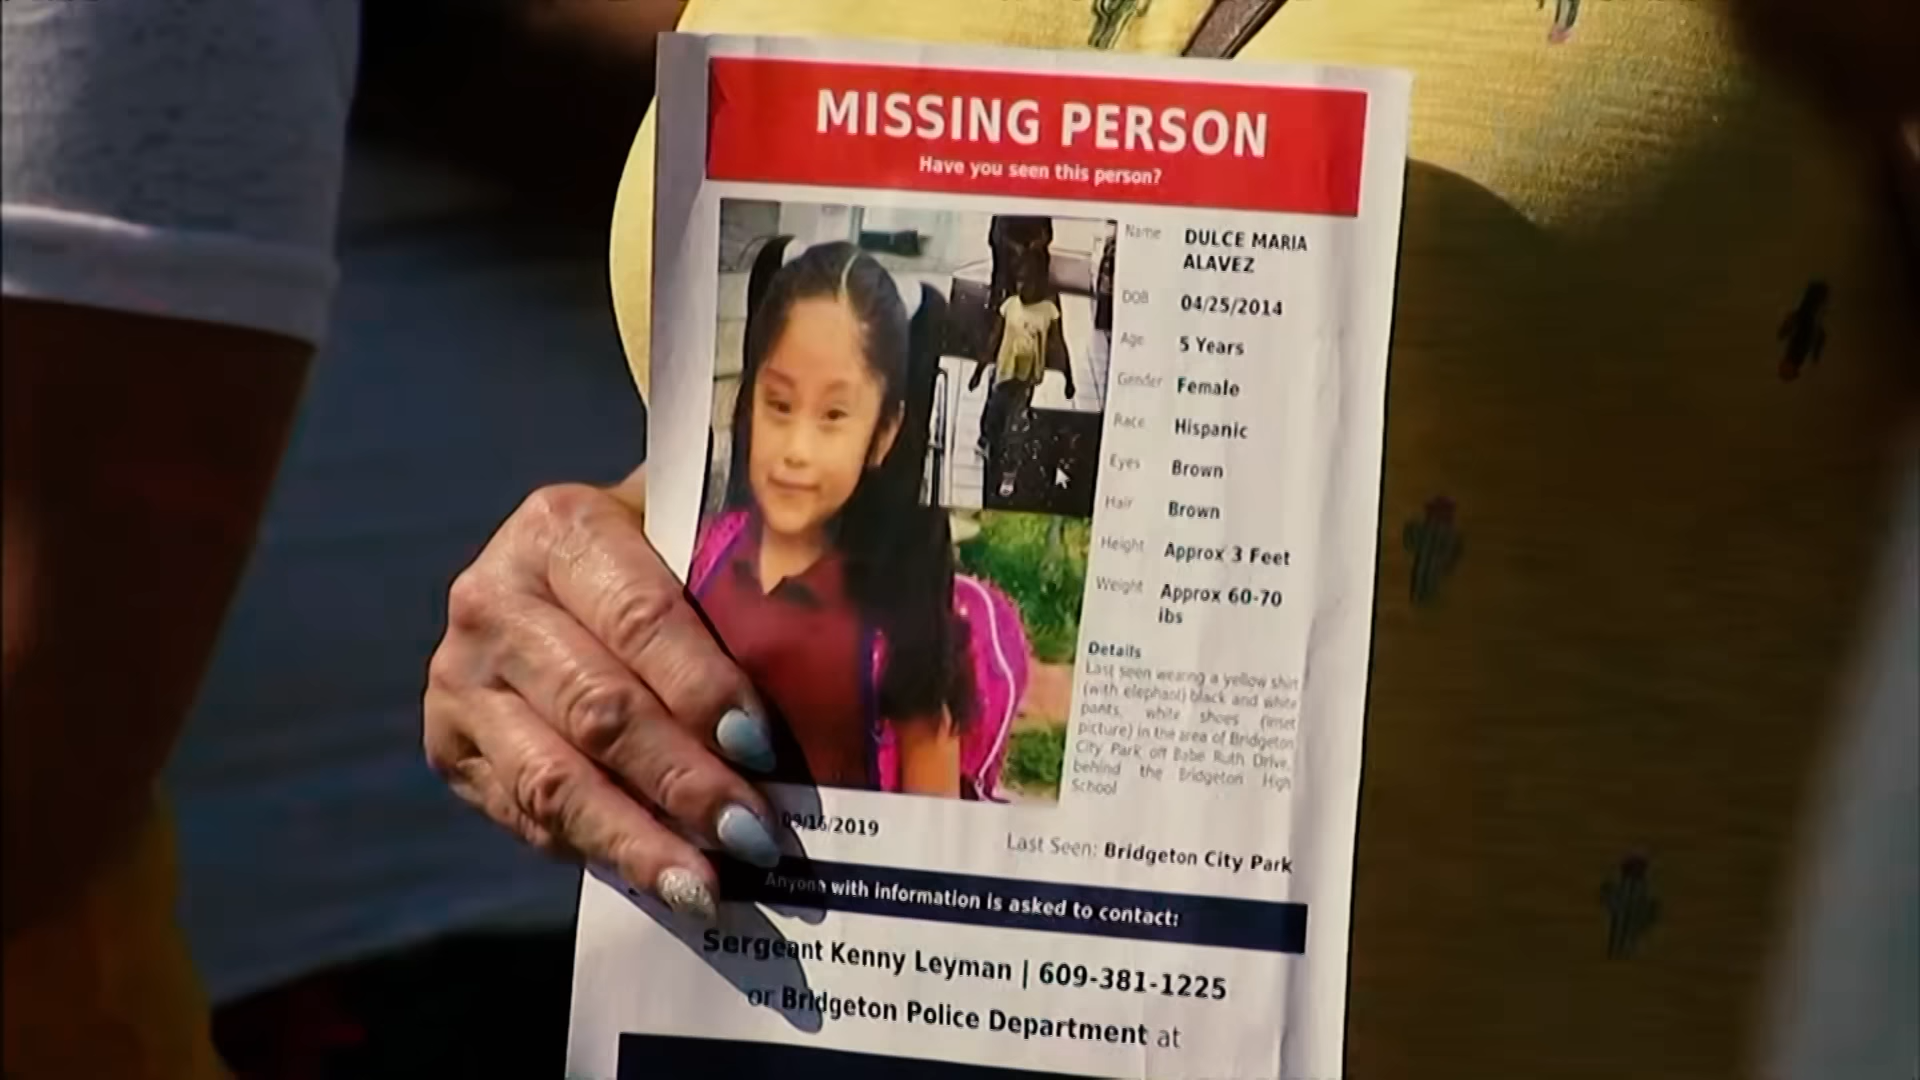 MISSING PERSON
Have you seen this person?
Name DULCE MARIA
ALAVEZ
DOB 04/25/2014
Age 5 Years
Gender Female
Race Hispanic
Eyes Brown
Hair Brown
Height Approx 3 Feet
Weight Approx 60-70
lbs
Details
Last seen wearing a yellow shirt
(with elephant) black and white
pants, white shoes (inset
picture) in the area of Bridgeton
City Park off Babe Ruth Drive,
behind the Bridgeton High
School
09/16/2019
Last Seen: Bridgeton City Park
Anyone with information is asked to contact:
Sergeant Kenny Leyman | 609-381-1225
or Bridgeton Police Department at